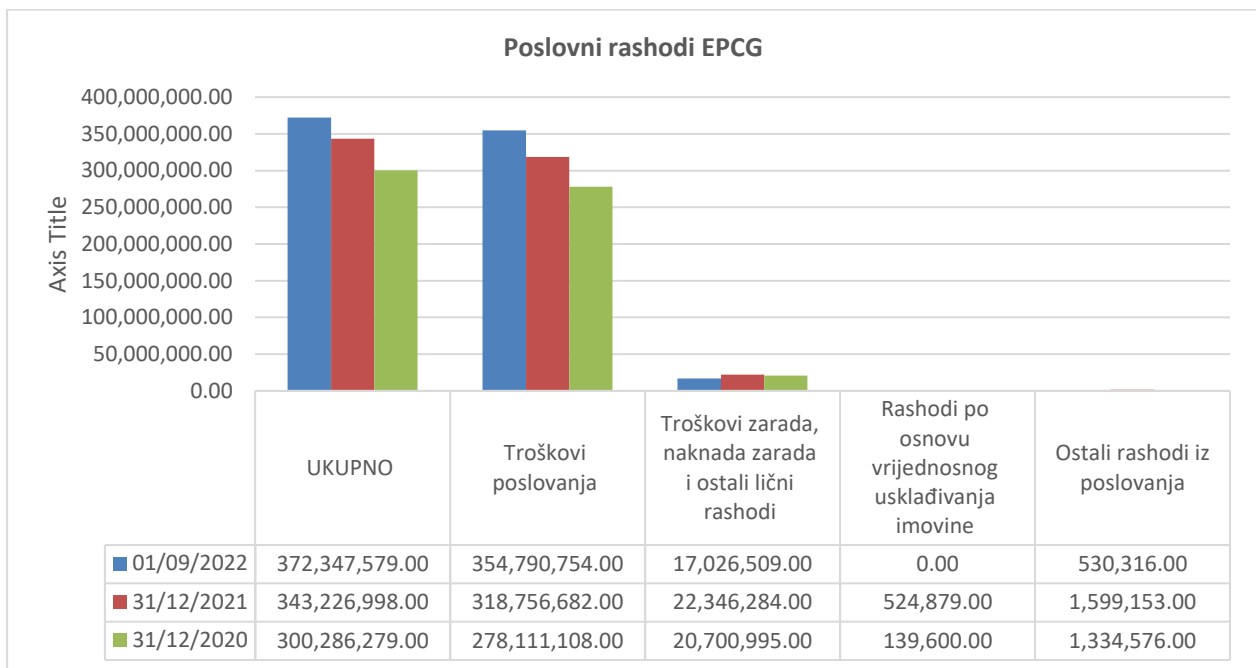 Poslovni rashodi EPCG
400,000,000.00
350,000,000.00
300,000,000.00
250,000,000.00
200,000,000.00
150,000,000.00
100,000,000.00
50,000,000.00
0.00
Axis Title
UKUPNO
Troškovi
poslovanja
Troškovi zarada,
naknada zarada
i ostali lični
rashodi
Rashodi po
osnovu
vrijednosnog
usklađivanja
imovine
Ostali rashodi iz
poslovanja
01/09/2022 372,347,579.00 354,790,754.00 17,026,509.00 0.00 530,316.00
31/12/2021 343,226,998.00 318,756,682.00 22,346,284.00 524,879.00 1,599,153.00
31/12/2020 300,286,279.00 278,111,108.00 20,700,995.00 139,600.00 1,334,576.00